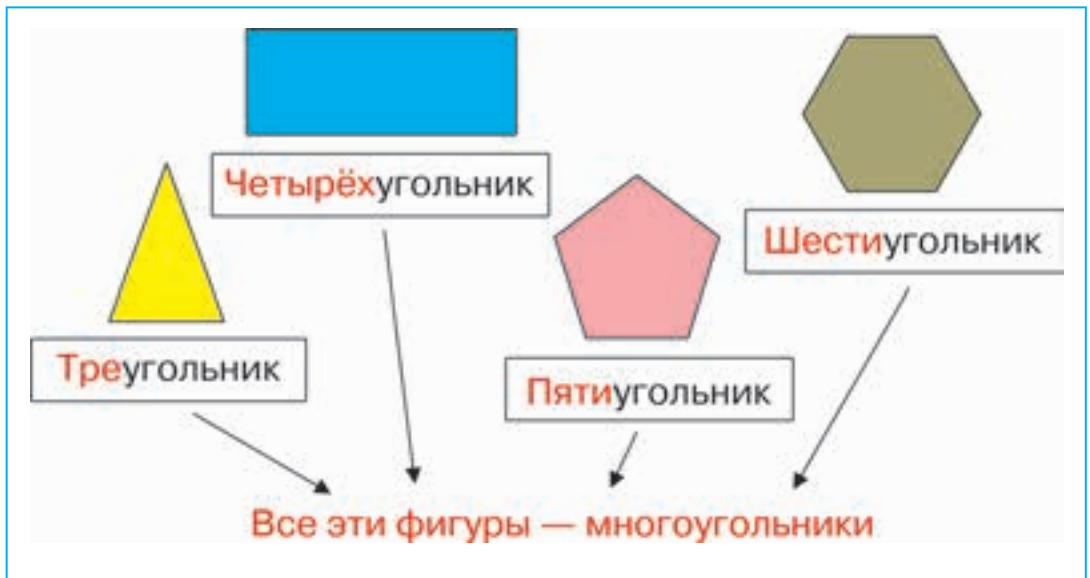 Четырёхугольник
Шестиугольник
Треугольник
Пятиугольник
Все эти фигуры — многоугольники